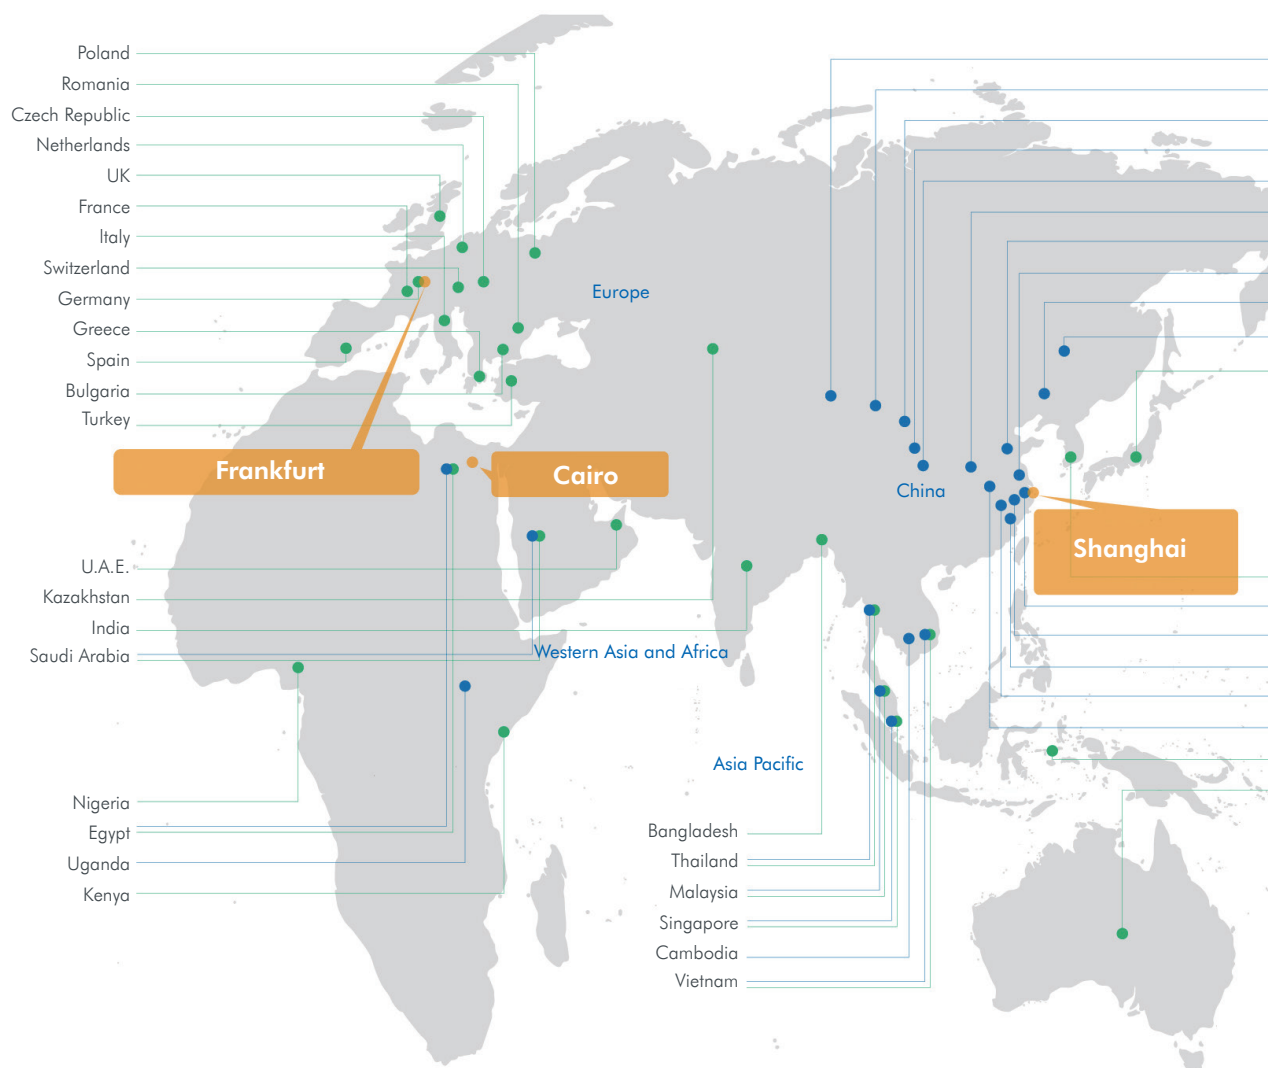 Poland
Romania
Czech Republic
Netherlands
UK
France
Italy
Switzerland
Germany
Greece
Spain
Bulgaria
Turkey
Europe
Frankfurt
Cairo
China
Shanghai
U.A.E.
Kazakhstan
India
Saudi Arabia
Western Asia and Africa
Asia Pacific
Nigeria
Egypt
Uganda
Kenya
Bangladesh
Thailand
Malaysia
Singapore
Cambodia
Vietnam